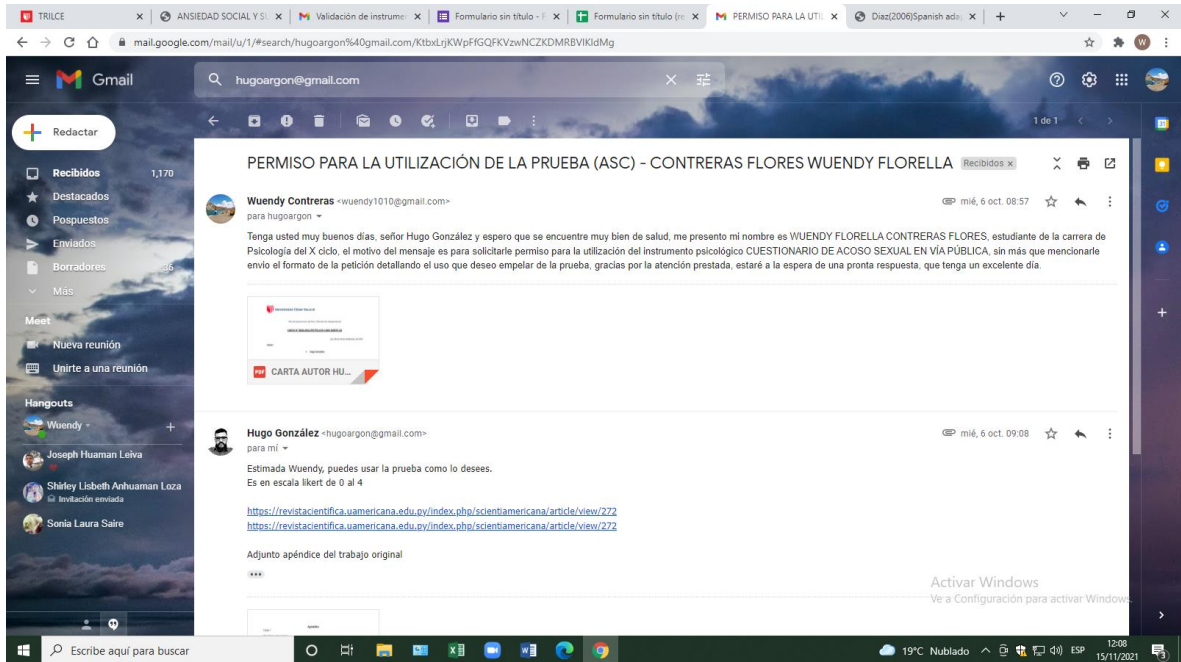 TRILCE
ANSIEDAD SOCIAL Y SU
Validación de instrumen
Formulario sin título - F
Formulario sin título (re
PERMISO PARA LA UTIL
Diaz(2006)Spanish adap
mail.google.com/mail/u/1/#search/hugoargon%40gmail.com/KtbxLrjKWpFfGQFKVzwNCZKDMRBVlKldMg
W
Gmail
hugoargon@gmail.com
Redactar
1 de 1
Recibidos 1,170
Destacados
Pospuestos
Enviados
Borradores 36
Más
Meet
Nueva reunión
Unirte a una reunión
Hangouts
Wuendy
Joseph Huaman Leiva
Shirley Lisbeth Anhuaman Loza
Invitación enviada
Sonia Laura Saire
PERMISO PARA LA UTILIZACIÓN DE LA PRUEBA (ASC) - CONTRERAS FLORES WUENDY FLORELLA Recibidos x
Wuendy Contreras <wuendy1010@gmail.com> mié, 6 oct. 08:57
para hugoargon
Tenga usted muy buenos días, señor Hugo González y espero que se encuentre muy bien de salud, me presento mi nombre es WUENDY FLORELLA CONTRERAS FLORES, estudiante de la carrera de
Psicología del X ciclo, el motivo del mensaje es para solicitarle permiso para la utilización del instrumento psicológico CUESTIONARIO DE ACOSO SEXUAL EN VÍA PÚBLICA, sin más que mencionarle
envio el formato de la petición detallando el uso que deseo empelar de la prueba, gracias por la atención prestada, estaré a la espera de una pronta respuesta, que tenga un excelente día.
PDF CARTA AUTOR HU...
Hugo González <hugoargon@gmail.com> mié, 6 oct. 09:08
para mí
Estimada Wuendy, puedes usar la prueba como lo desees.
Es en escala likert de 0 al 4
https://revistacientifica.uamericana.edu.py/index.php/scientiamericana/article/view/272
https://revistacientifica.uamericana.edu.py/index.php/scientiamericana/article/view/272
Adjunto apéndice del trabajo original
Activar Windows
Ve a Configuración para activar Windows.
Escribe aquí para buscar
19°C Nublado
ESP
12:08
15/11/2021
3